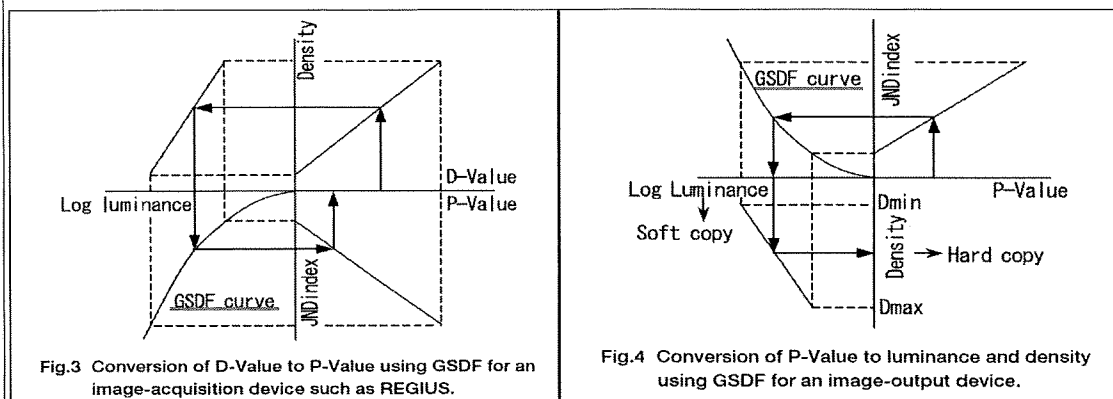 Density
D-Value
Log luminance
P-Value
JNDindex
GSDF curve
Fig.3 Conversion of D-Value to P-Value using GSDF for an
image-acquisition device such as REGIUS.
GSDF curve
JNDindex
Log Luminance
P-Value
Dmin
Soft copy
Density
Hard copy
Dmax
Fig.4 Conversion of P-Value to luminance and density
using GSDF for an image-output device.